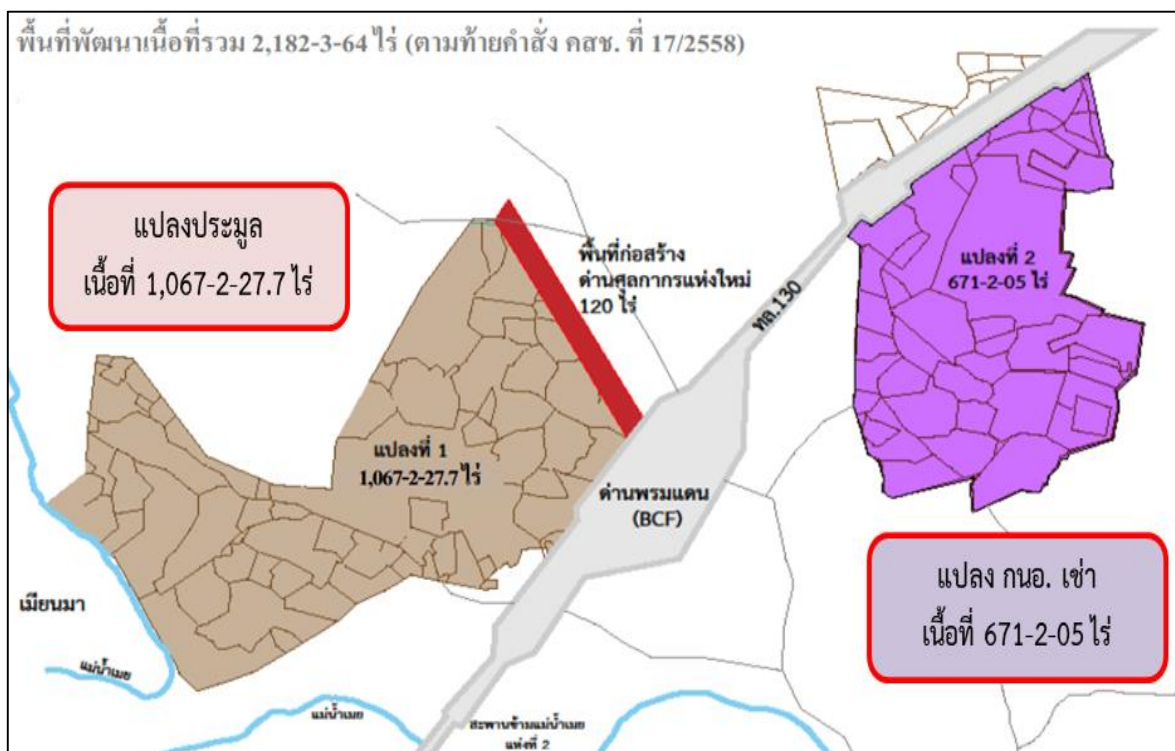 พื้นที่พัฒนาเนื้อที่รวม 2,182-3-64 ไร่ (ตามท้ายคำสั่ง คสช. ที่ 17/2558)
แปลงประมูล
เนื้อที่ 1,067-2-27.7 ไร่
พื้นที่ก่อสร้าง
ด่านศุลกากรแห่งใหม่
120 ไร่
ทล.130
แปลงที่ 2
671-2-05 ไร่
แปลงที่ 1
1,067-2-27.7 ไร่
ด่านพรมแดน
(BCF)
แปลง กนอ. เช่า
เนื้อที่ 671-2-05 ไร่
เมียนมา
แม่น้ำเมย
แม่น้ำเมย
สะพานข้ามแม่น้ำเมย
แห่งที่ 2